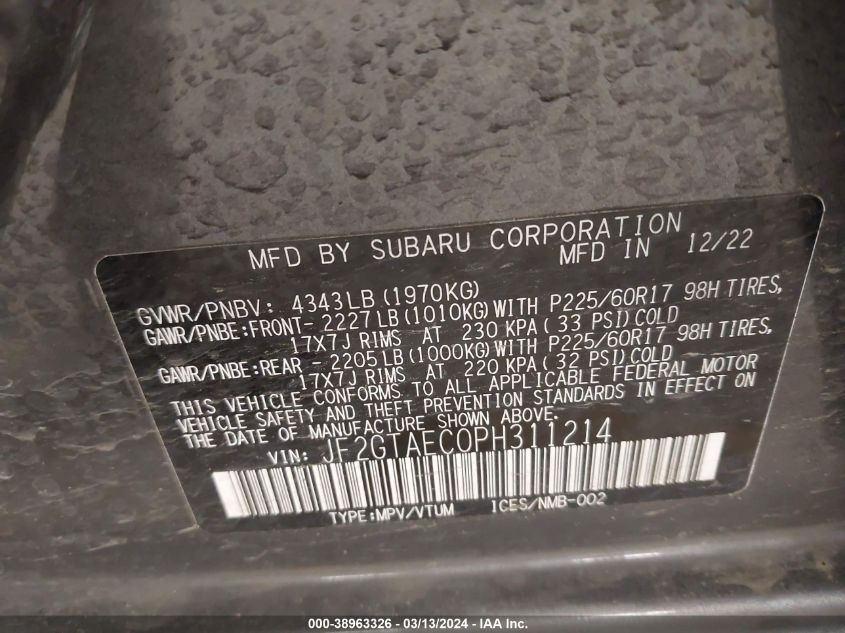 MFD BY SUBARU CORPORATION
MFD IN 12/22
GVWR/PNBV: 4343LB (1970KG)
GAWR/PNBE:FRONT- 2227LB (1010KG) WITH P225/60R17 98H TIRES,
17X7J RIMS AT 230 KPA ( 33 PSI) COLD
GAWR/PNBE:REAR - 2205LB (1000KG) WITH P225/60R17 98H TIRES,
17X7J RIMS AT 220 KPA ( 32 PSI) COLD
THIS VEHICLE CONFORMS TO ALL APPLICABLE FEDERAL MOTOR
VEHICLE SAFETY AND THEFT PREVENTION STANDARDS IN EFFECT ON
THE DATE OF MANUFACTURE SHOWN ABOVE.
VIN: JF2GTAEC0PH311214
TYPE:MPV/VTUM ICES/NMB-002
000-38963326 - 03/13/2024 - IAA Inc.